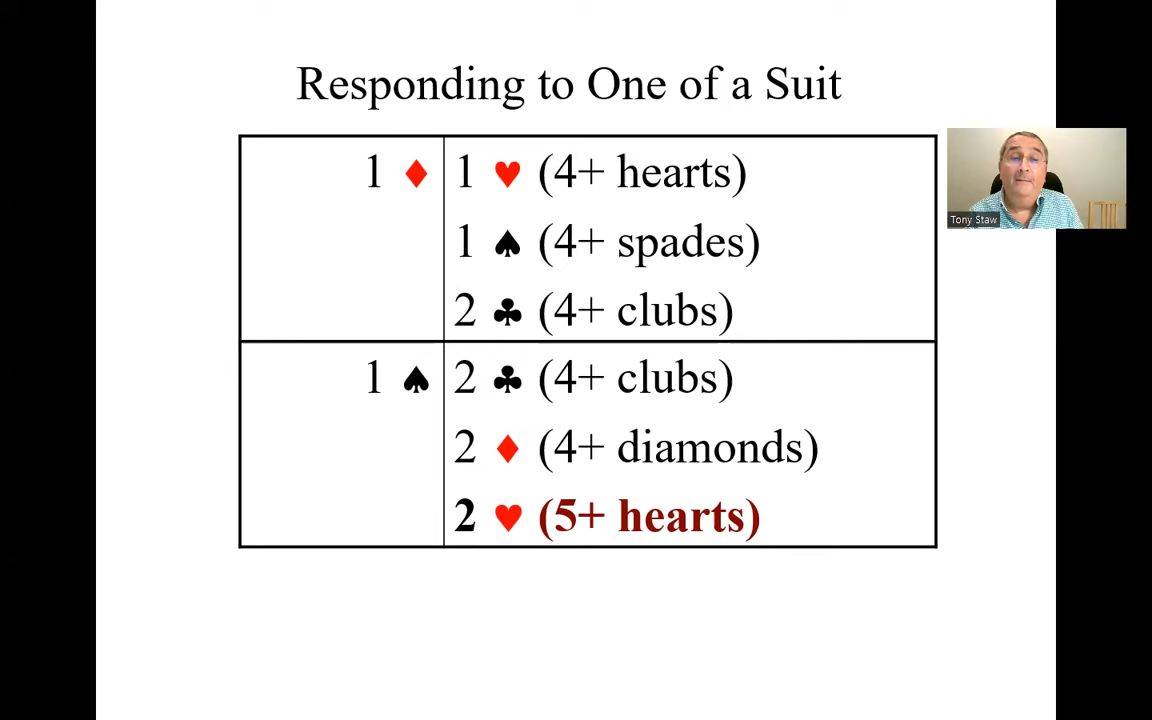 Responding to One of a Suit
1 ♦ 1 ♥ (4+ hearts)
1 ♠ (4+ spades)
2 ♣ (4+ clubs)
1 ♠ 2 ♣ (4+ clubs)
2 ♦ (4+ diamonds)
2 ♥ (5+ hearts)
Tony Staw